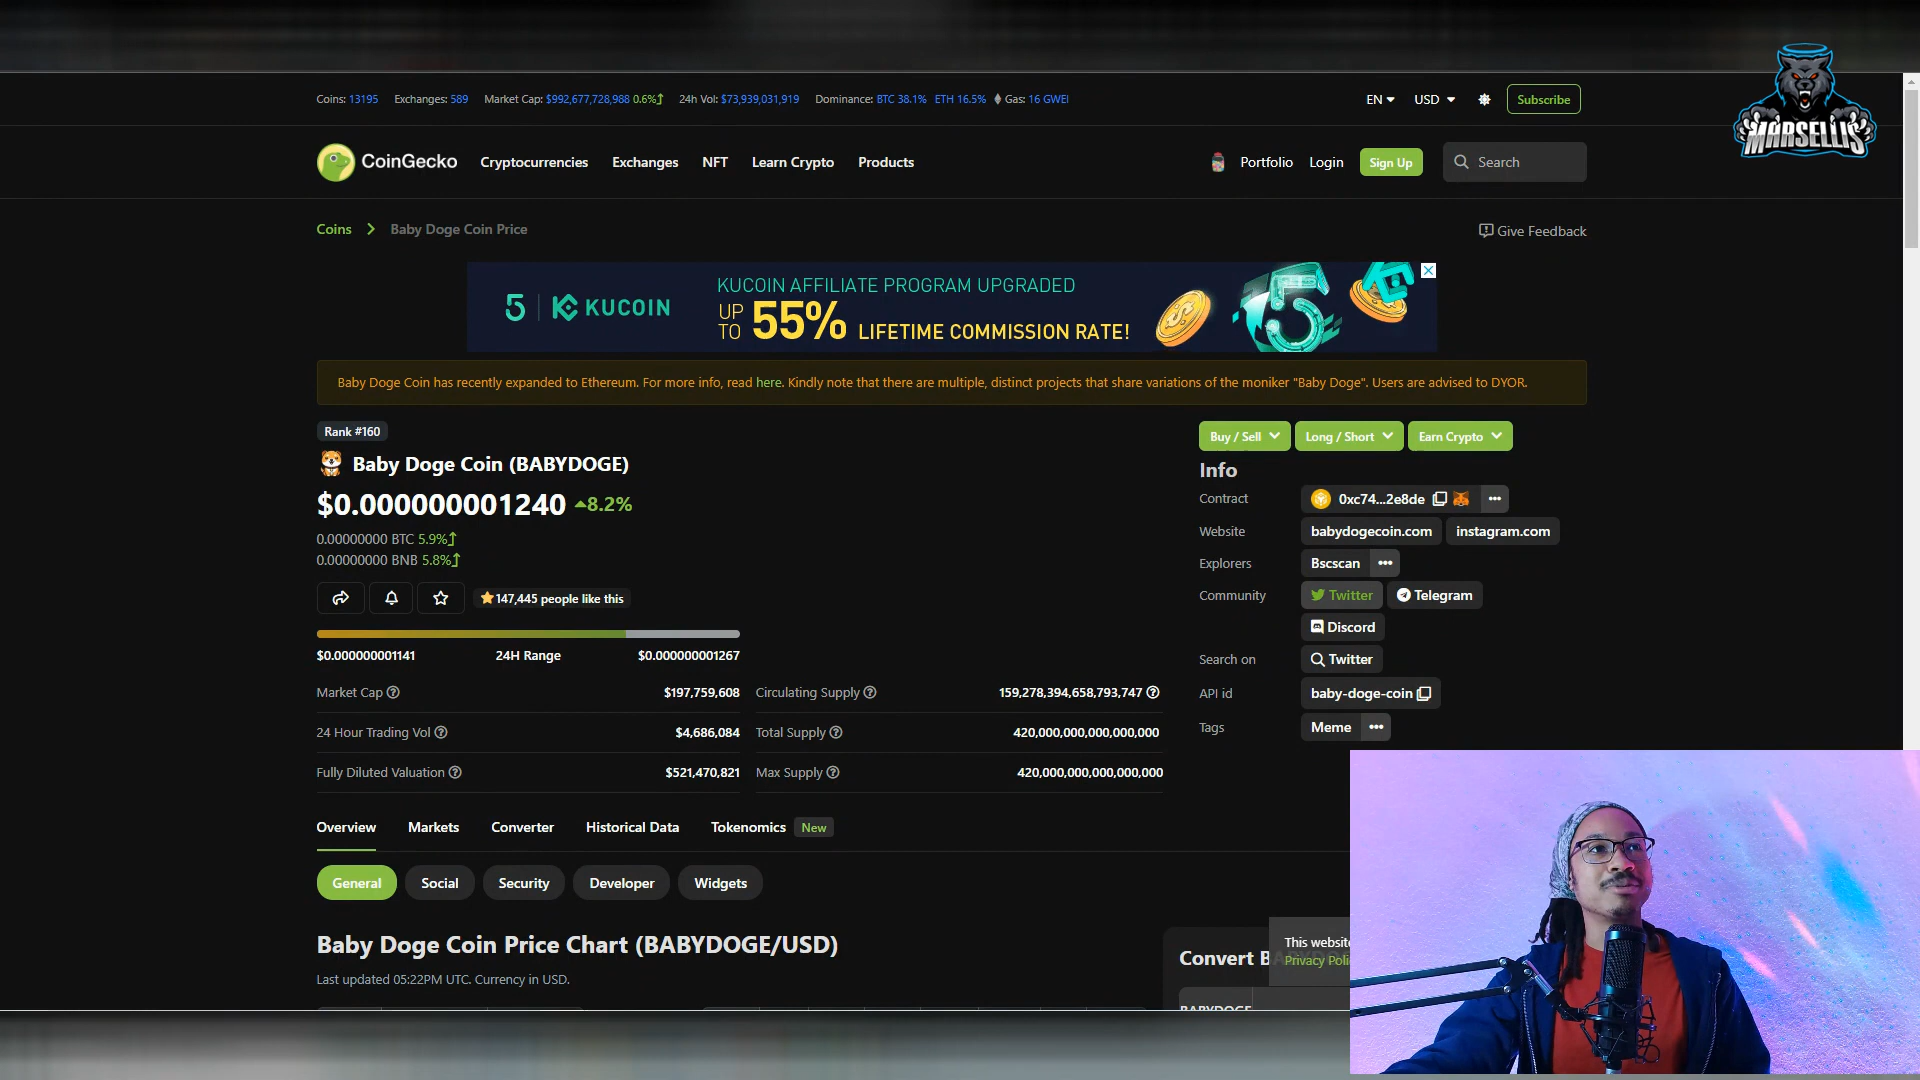 Coins: 13195 Exchanges: 589 Market Cap: $992,677,728,988 0.6% 24h Vol: $73,939,031,919 Dominance: BTC 38.1% ETH 16.5% Gas: 16 GWEI
EN USD Subscribe
MARSELLIS
CoinGecko Cryptocurrencies Exchanges NFT Learn Crypto Products
Portfolio Login Sign Up Search
Coins Baby Doge Coin Price
Give Feedback
5 KUCOIN
KUCOIN AFFILIATE PROGRAM UPGRADED
UP TO 55% LIFETIME COMMISSION RATE!
Baby Doge Coin has recently expanded to Ethereum. For more info, read here. Kindly note that there are multiple, distinct projects that share variations of the moniker "Baby Doge". Users are advised to DYOR.
Rank #160
Baby Doge Coin (BABYDOGE)
$0.000000001240 8.2%
0.00000000 BTC 5.9%
0.00000000 BNB 5.8%
147,445 people like this
$0.000000001141 24H Range $0.000000001267
Market Cap $197,759,608
24 Hour Trading Vol $4,686,084
Fully Diluted Valuation $521,470,821
Circulating Supply 159,278,394,658,793,747
Total Supply 420,000,000,000,000,000
Max Supply 420,000,000,000,000,000
Buy / Sell Long / Short Earn Crypto
Info
Contract 0xc74...2e8de
Website babydogecoin.com instagram.com
Explorers Bscscan
Community Twitter Telegram
Discord
Search on Twitter
API id baby-doge-coin
Tags Meme
Overview Markets Converter Historical Data Tokenomics New
General Social Security Developer Widgets
Baby Doge Coin Price Chart (BABYDOGE/USD)
Last updated 05:22PM UTC. Currency in USD.
Convert B
This website
Privacy Poli
BABYDOGE